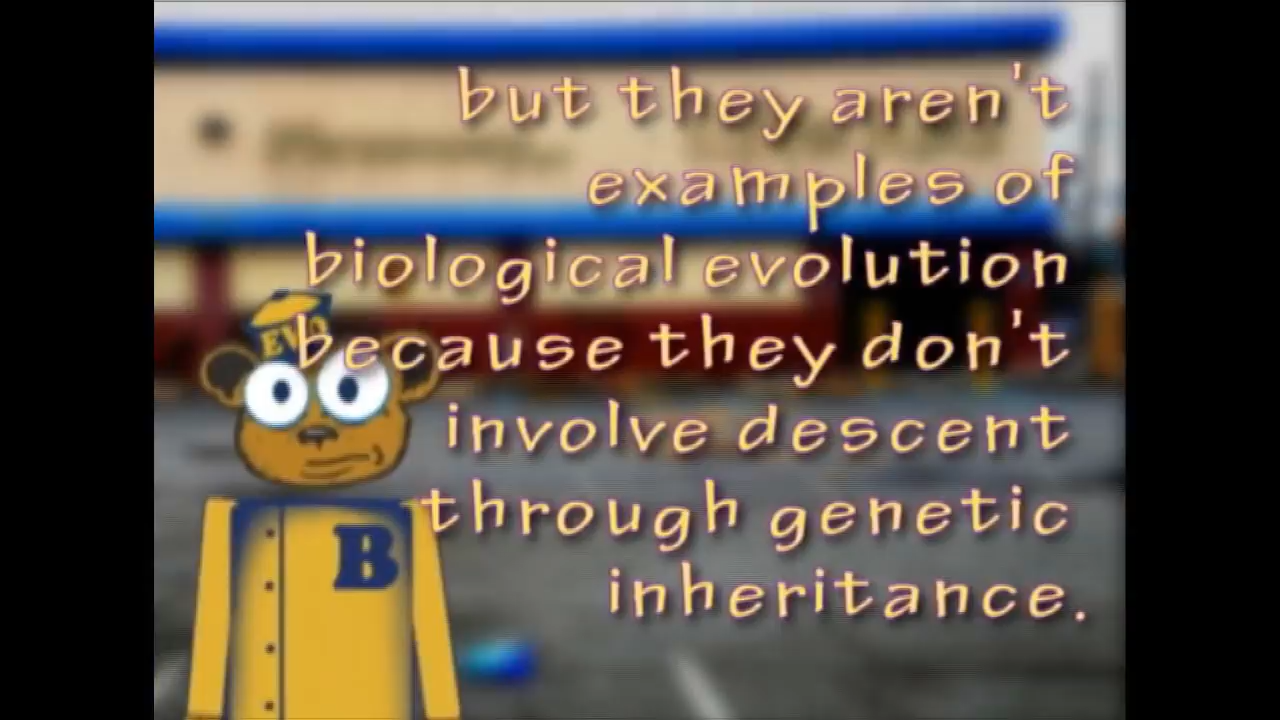 but they aren't
examples of
biological evolution
because they don't
involve descent
through genetic
inheritance.
EVO
B